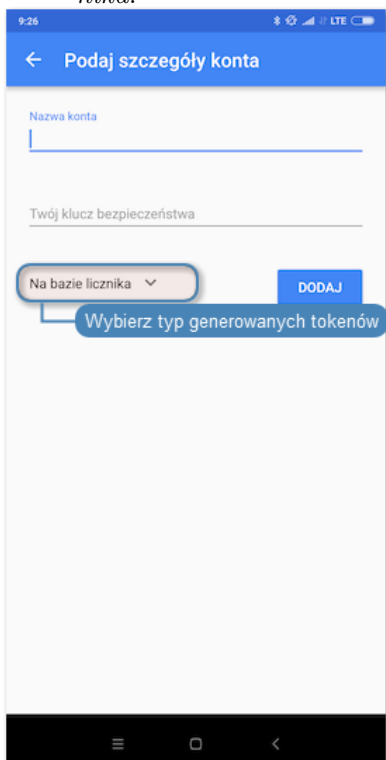 9:26 LTE
Podaj szczegóły konta
Nazwa konta
Twój klucz bezpieczeństwa
Na bazie licznika
DODAJ
Wybierz typ generowanych tokenów